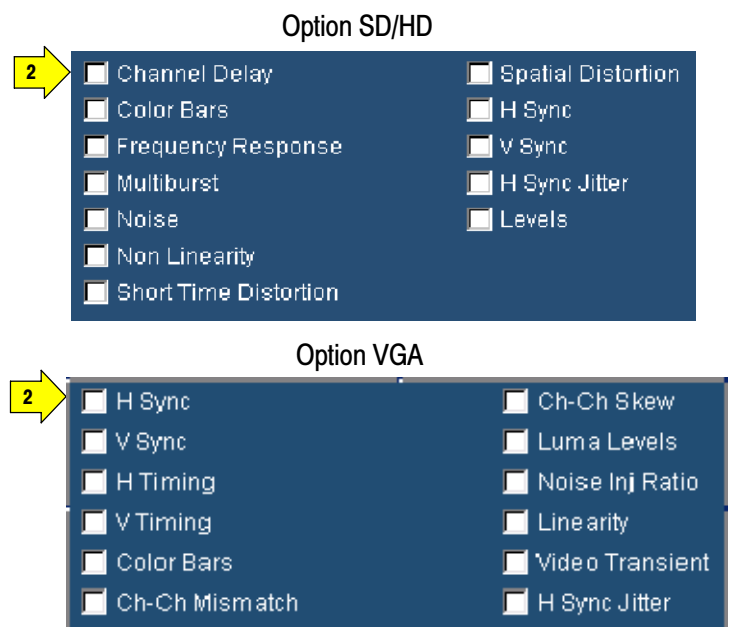 Option SD/HD
2
Channel Delay
Color Bars
Frequency Response
Multiburst
Noise
Non Linearity
Short Time Distortion
Spatial Distortion
H Sync
V Sync
H Sync Jitter
Levels
Option VGA
2
H Sync
V Sync
H Timing
V Timing
Color Bars
Ch-Ch Mismatch
Ch-Ch Skew
Luma Levels
Noise Inj Ratio
Linearity
Video Transient
H Sync Jitter